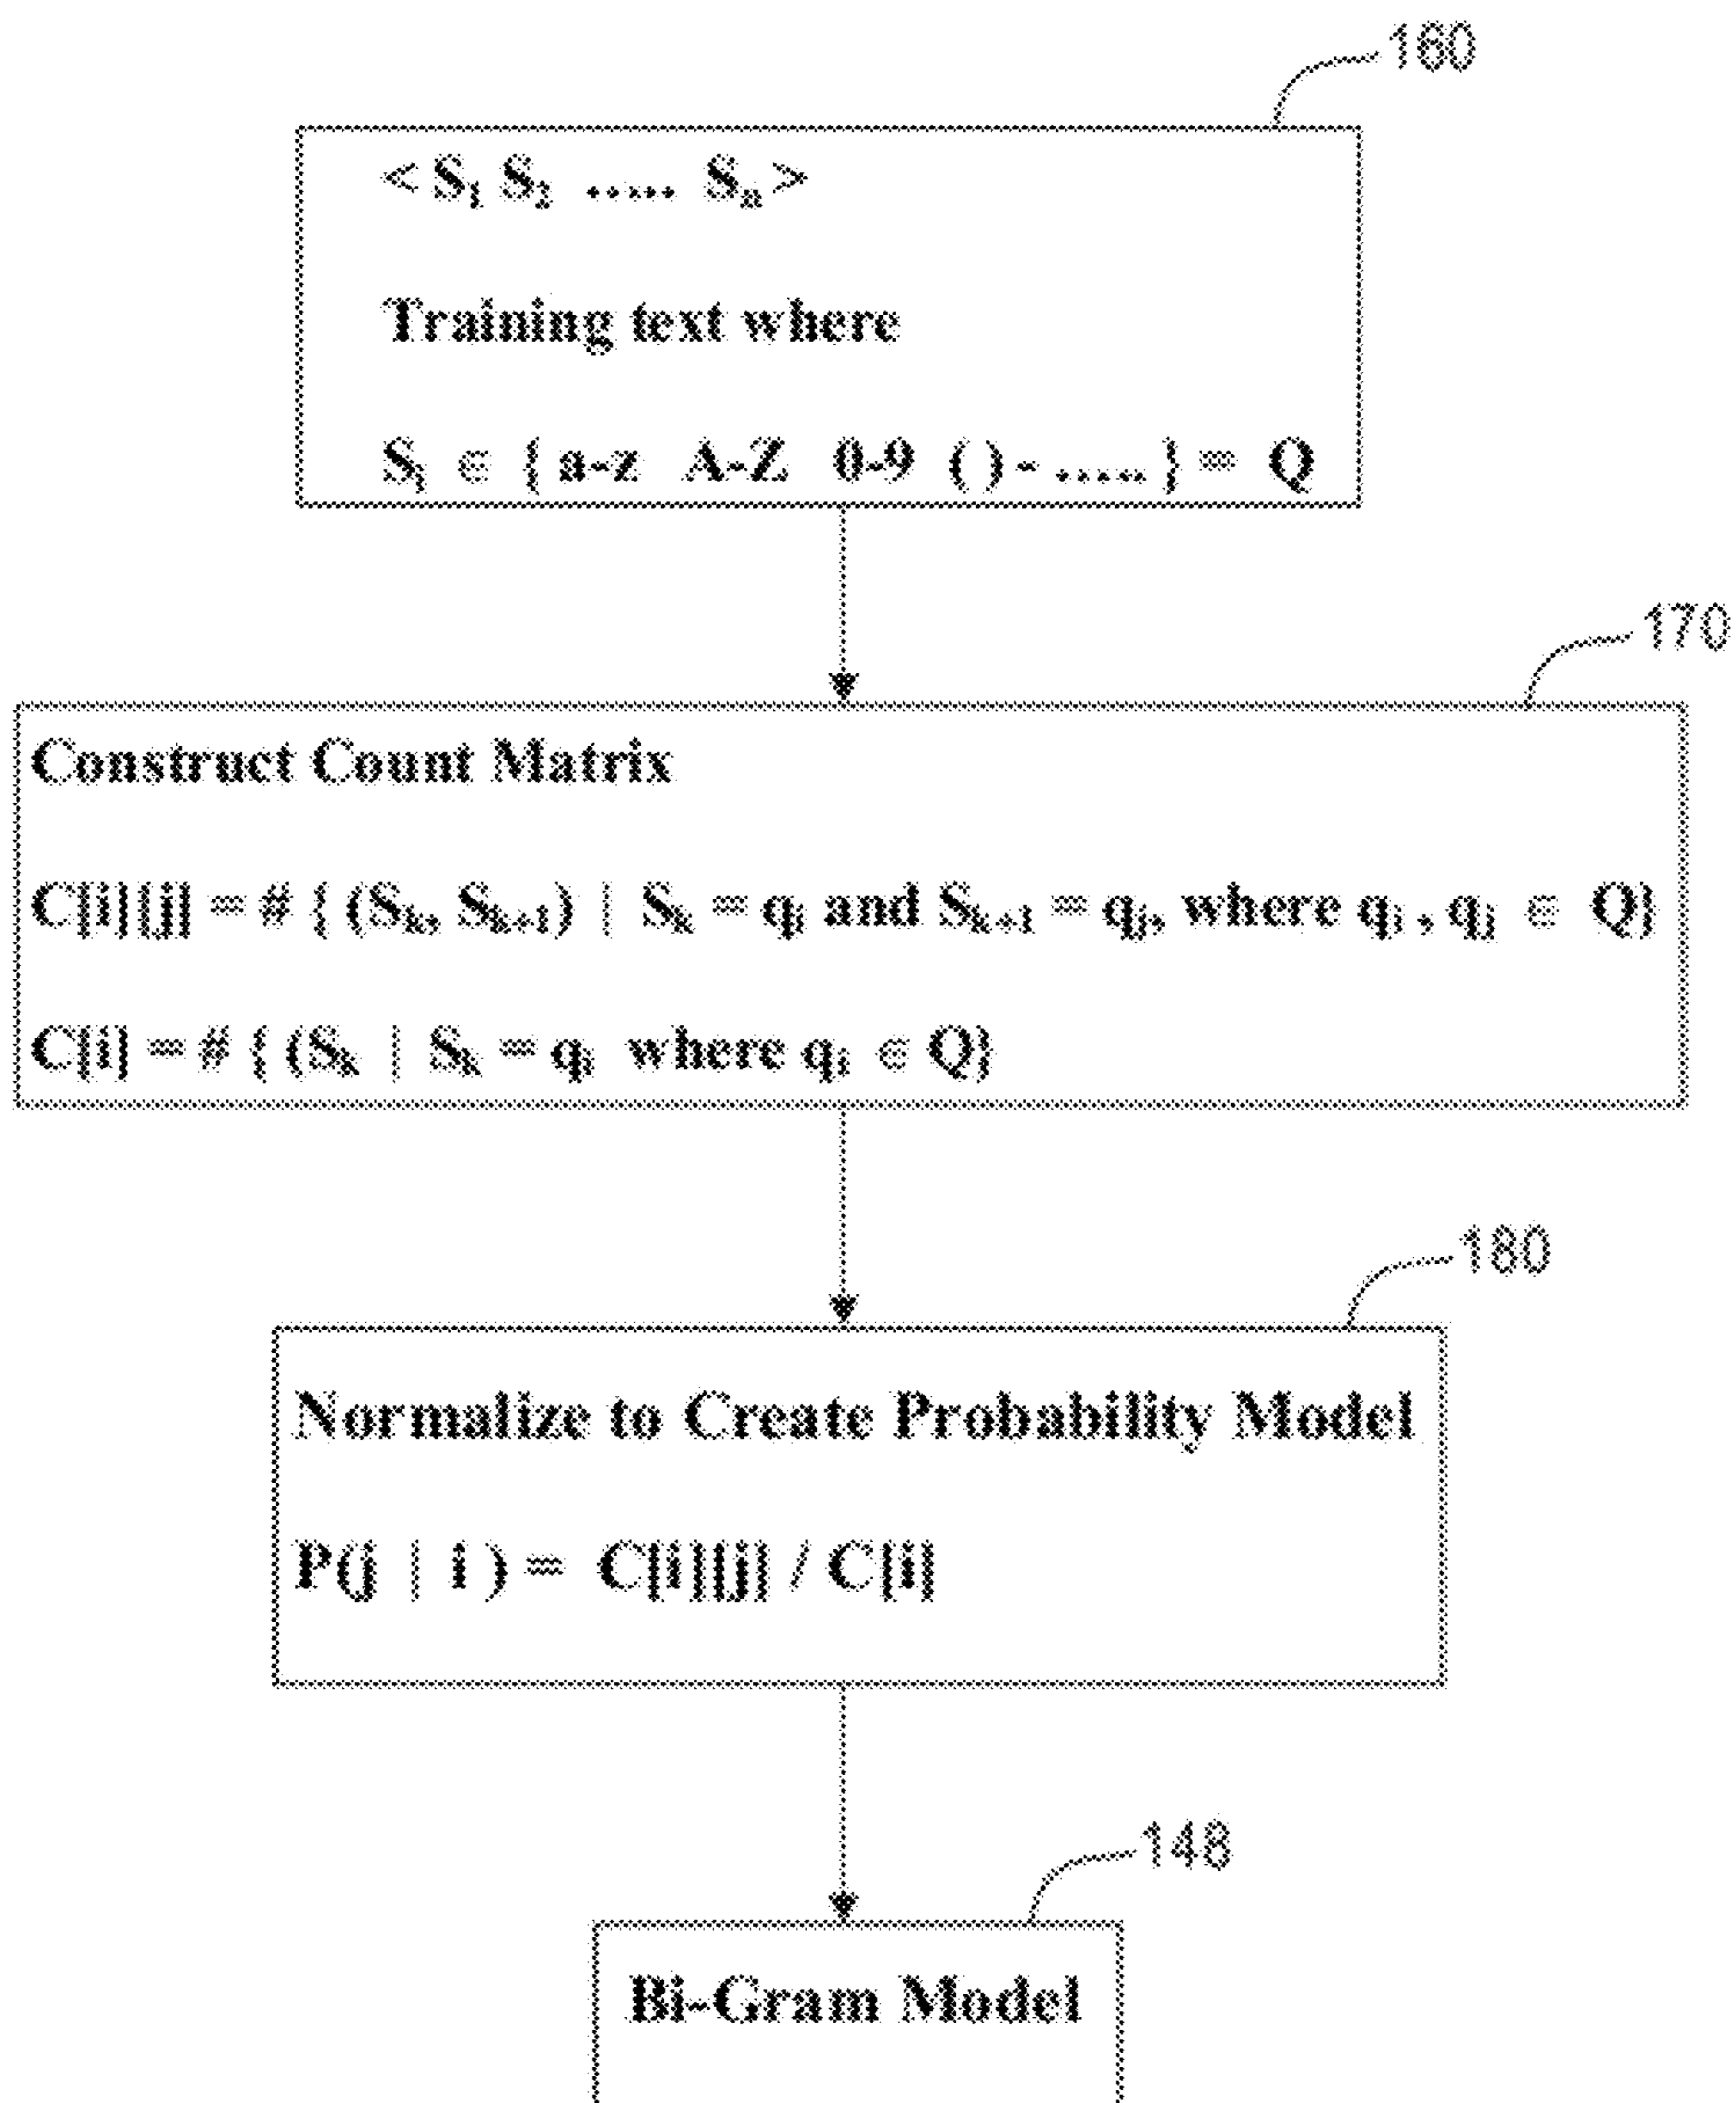 160
< S₁ S₂ ..... Sₙ >
Training text where
Sⱼ ∈ { a-z A-Z 0-9 ( ) - ..... } = Q
170
Construct Count Matrix
C[i][j] = # { (Sₖ, Sₖ₊₁) | Sₖ = qᵢ and Sₖ₊₁ = qⱼ, where qᵢ , qⱼ ∈ Q}
C[i] = # { (Sₖ | Sₖ = qᵢ where qᵢ ∈ Q}
180
Normalize to Create Probability Model
P(j | i ) = C[i][j] / C[i]
148
Bi-Gram Model